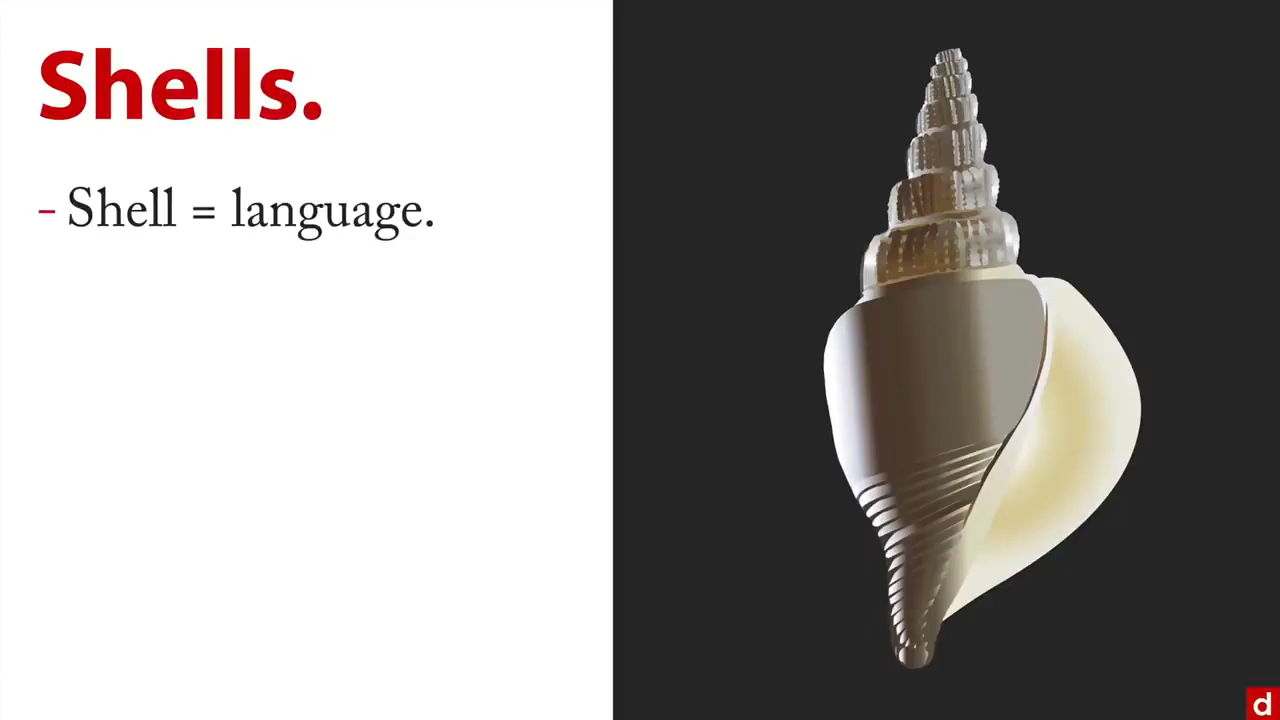 Shells.
– Shell = language.
d